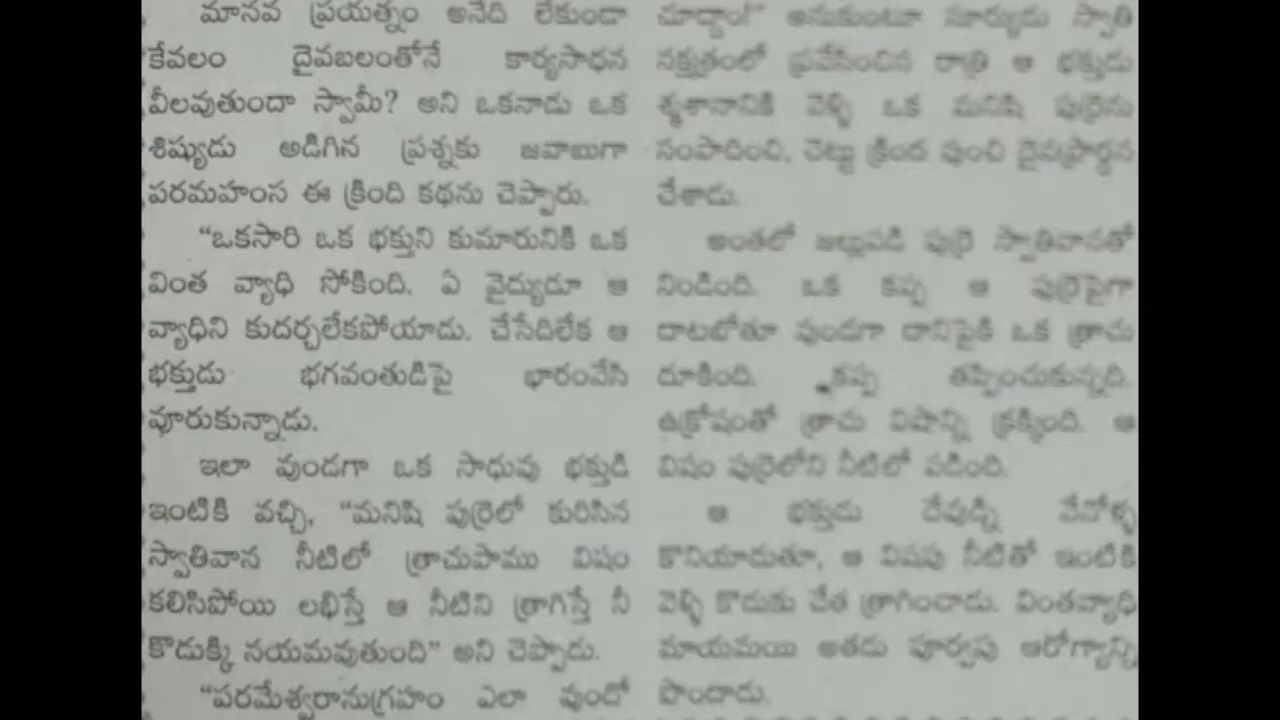 మానవ ప్రయత్నం అనేది లేకుండా
కేవలం దైవబలంతోనే కార్యసాధన
వీలవుతుందా స్వామీ? అని ఒకనాడు ఒక
శిష్యుడు అడిగిన ప్రశ్నకు జవాబుగా
పరమహంస ఈ క్రింది కథను చెప్పారు.
“ఒకసారి ఒక భక్తుని కుమారునికి ఒక
వింత వ్యాధి సోకింది. ఏ వైద్యుడూ ఆ
వ్యాధిని కుదర్చలేకపోయాడు. చేసేదిలేక ఆ
భక్తుడు భగవంతుడిపై భారంవేసి
వూరుకున్నాడు.
ఇలా వుండగా ఒక సాధువు భక్తుడి
ఇంటికి వచ్చి, “మనిషి పుర్రెలో కురిసిన
స్వాతివాన నీటిలో త్రాచుపాము విషం
కలిసిపోయి లభిస్తే ఆ నీటిని త్రాగిస్తే నీ
కొడుక్కి నయమవుతుంది” అని చెప్పాడు.
“పరమేశ్వరానుగ్రహం ఎలా వుందో
చూద్దాం!” అనుకుంటూ సూర్యుడు స్వాతి
నక్షత్రంలో ప్రవేసించిన రాత్రి ఆ భక్తుడు
శ్మశానానికి వెళ్ళి ఒక మనిషి పుర్రెను
సంపాదించి, చెట్టు క్రింద వుంచి దైవప్రార్థన
చేశాడు.
అంతలో జల్లుపడి పుర్రె స్వాతివానతో
నిండింది. ఒక కప్ప ఆ పుర్రెపైగా
దాటబోతూ వుండగా దానిపైకి ఒక త్రాచు
దూకింది. కప్ప తప్పించుకున్నది.
ఉక్రోషంతో త్రాచు విషాన్ని క్రక్కింది. ఆ
విషం పుర్రెలోని నీటిలో పడింది.
ఆ భక్తుడు దేవుడ్ని వేనోళ్ళ
కొనియాడుతూ, ఆ విషపు నీటితో ఇంటికి
వెళ్ళి కొడుకు చేత త్రాగించాడు. వింతవ్యాధి
మాయమయి అతడు పూర్వపు ఆరోగ్యాన్ని
పొందాడు.